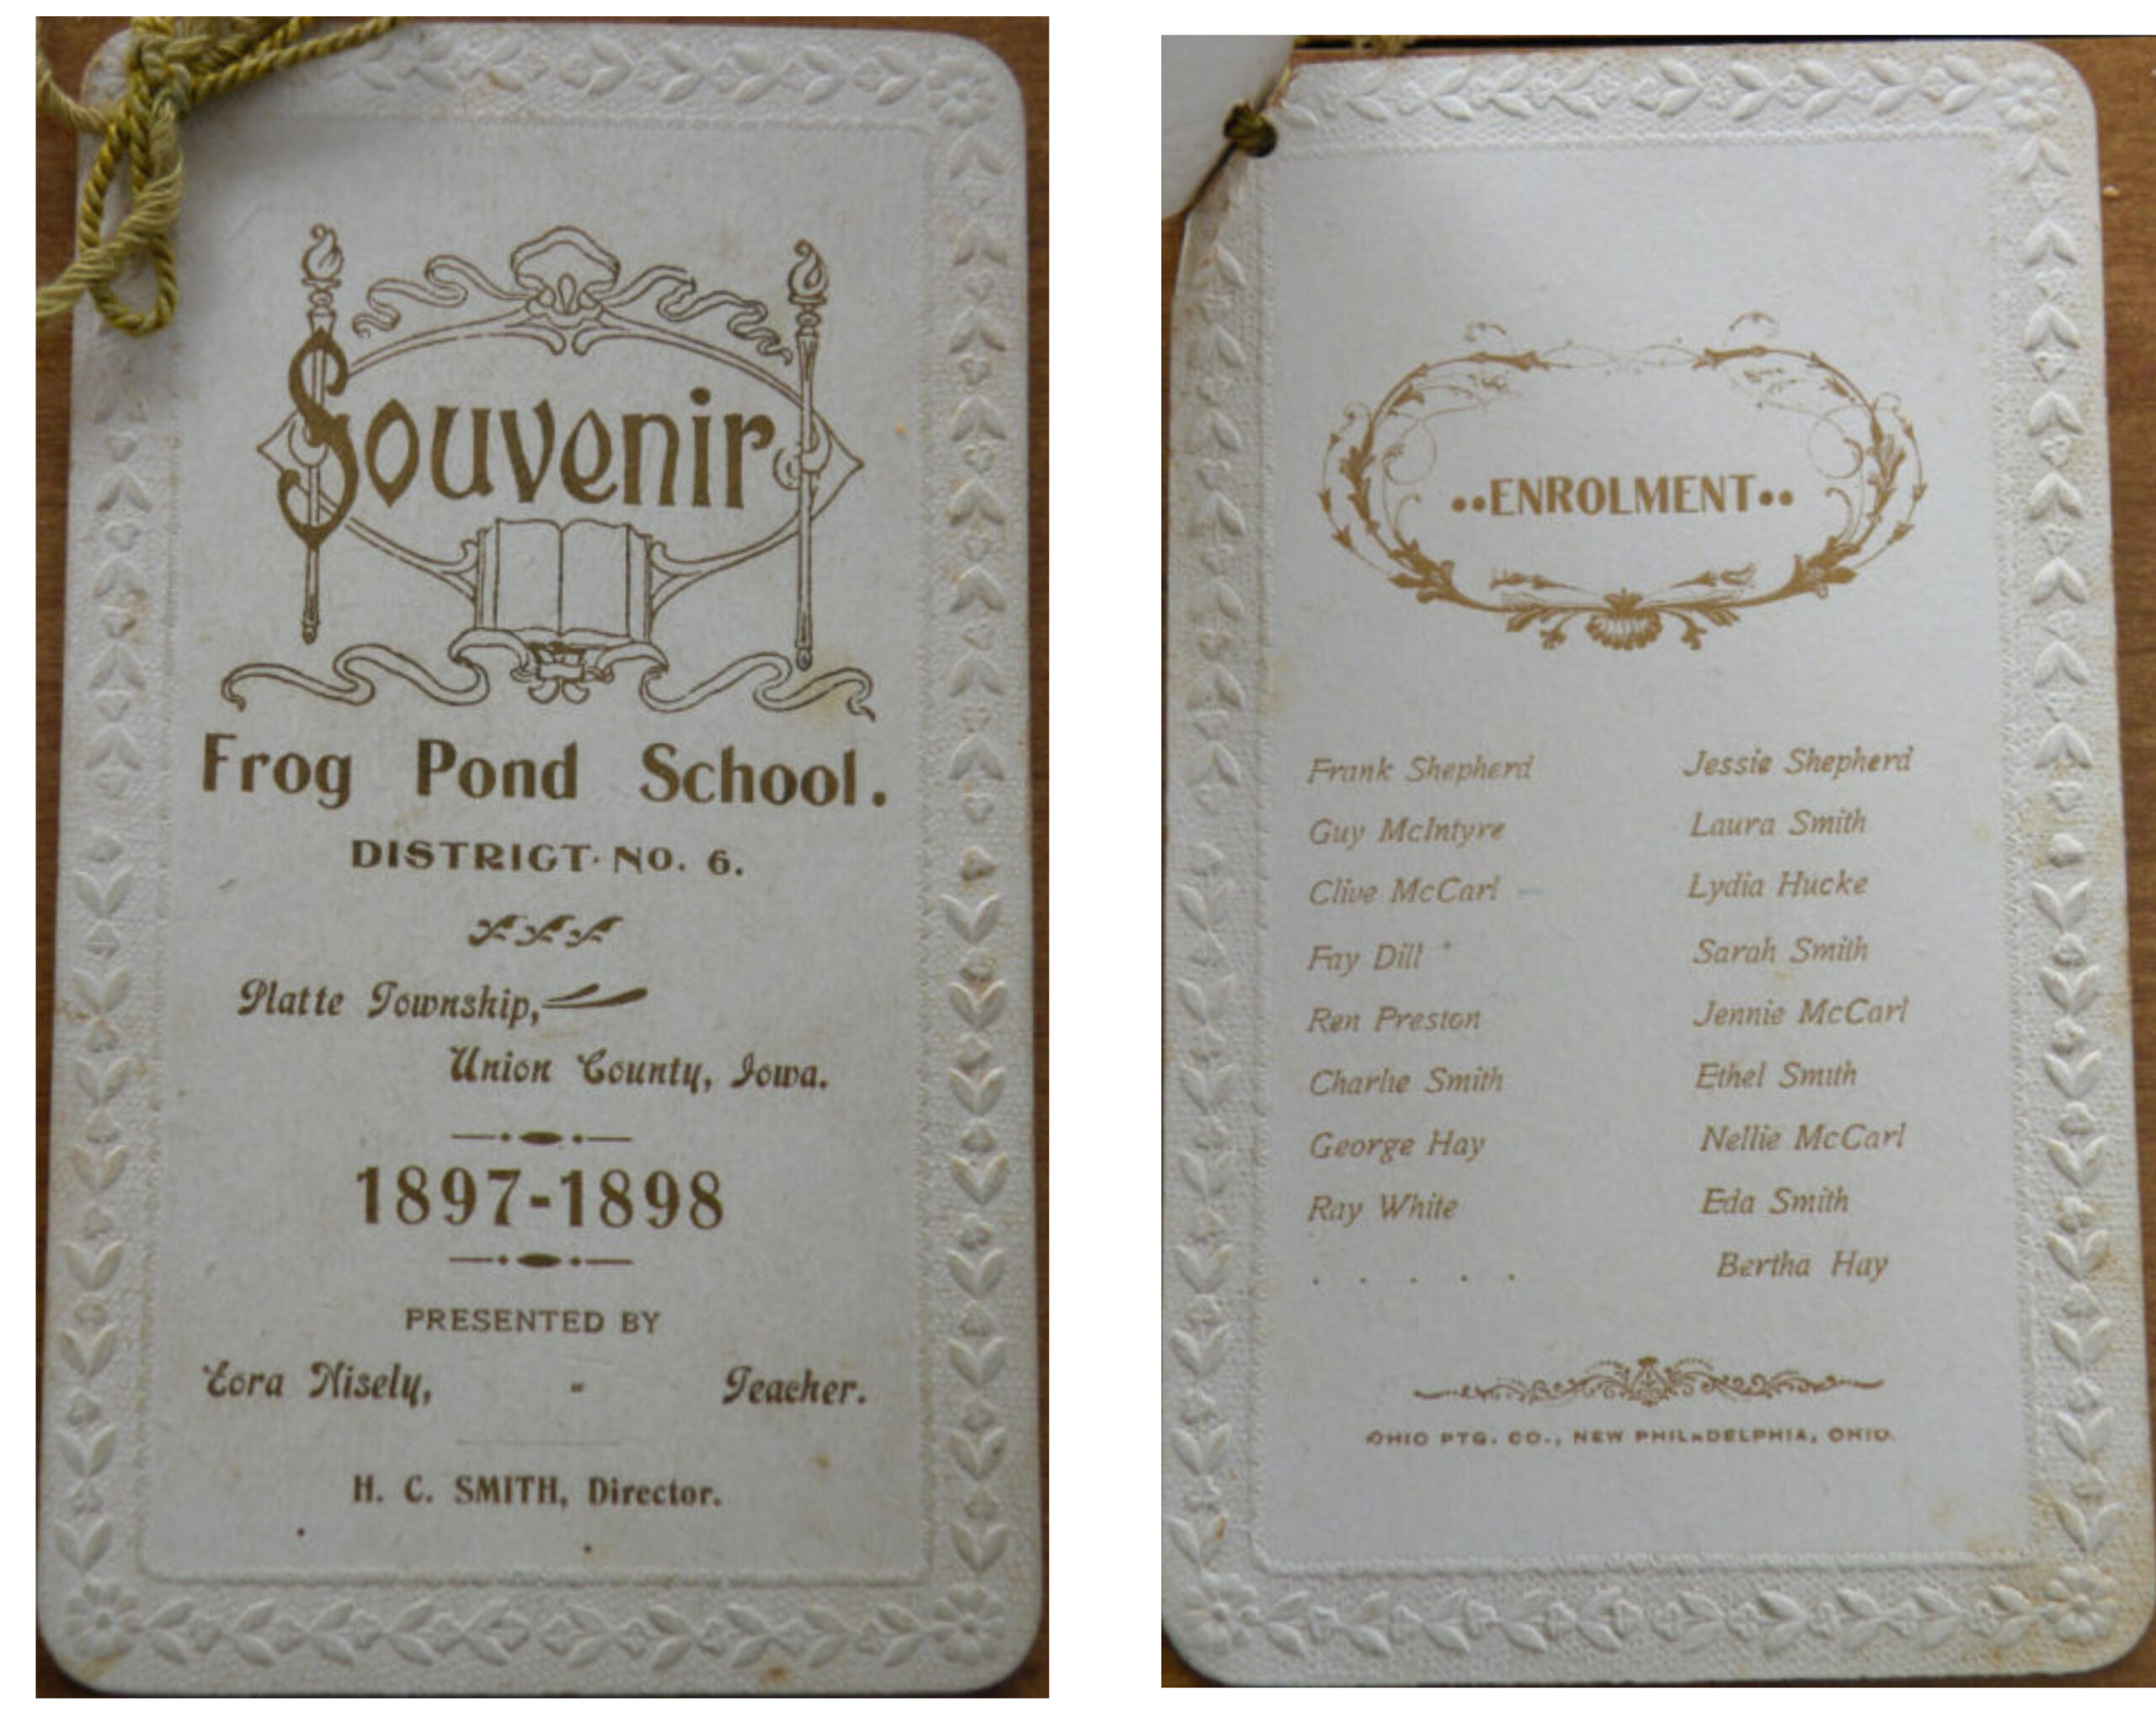 Souvenir
Frog Pond School.
DISTRICT No. 6.
Platte Township,
Union County, Iowa.
1897-1898
PRESENTED BY
Cora Nisely, - Teacher.
H. C. SMITH, Director.
..ENROLMENT..
Frank Shepherd Jessie Shepherd
Guy McIntyre Laura Smith
Clive McCarl Lydia Hucke
Fay Dill Sarah Smith
Ren Preston Jennie McCarl
Charlie Smith Ethel Smith
George Hay Nellie McCarl
Ray White Eda Smith
. . . . . Bertha Hay
OHIO PTG. CO., NEW PHILADELPHIA, OHIO.